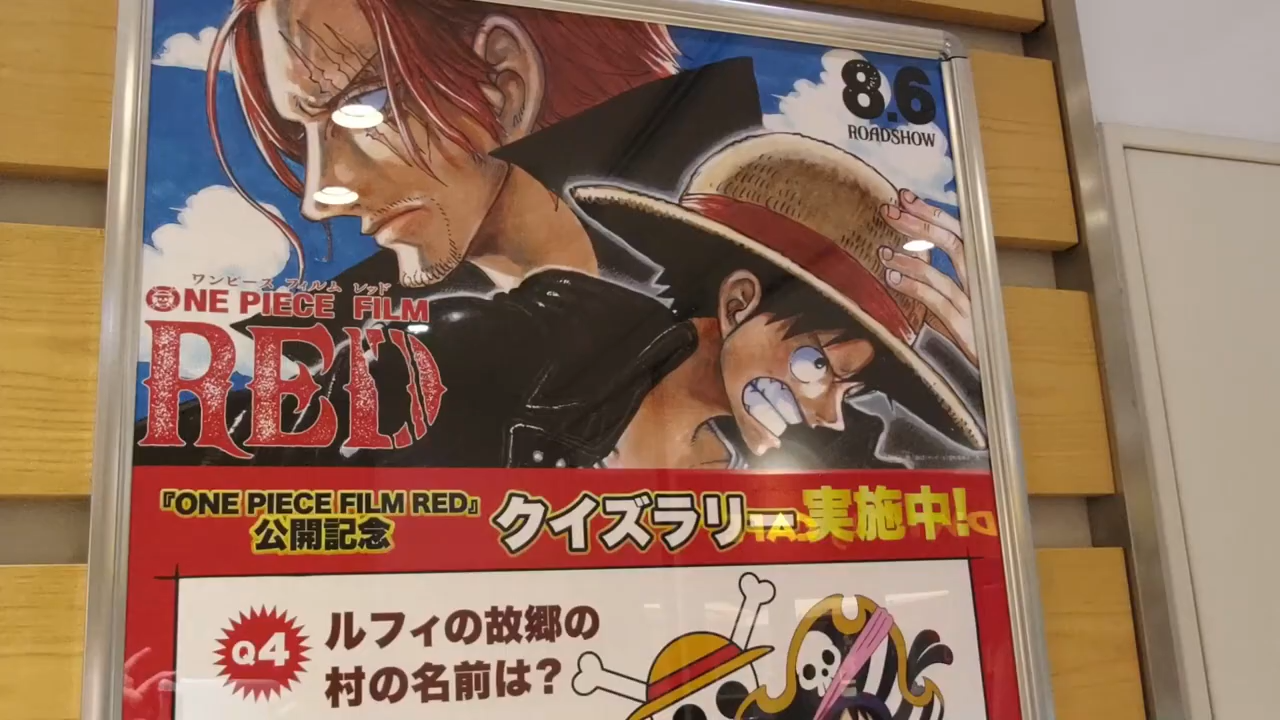 8.6
ROADSHOW
ワンピース フィルム レッド
ONE PIECE FILM
RED
『ONE PIECE FILM RED』
公開記念
クイズラリー実施中!
Q4
ルフィの故郷の
村の名前は?